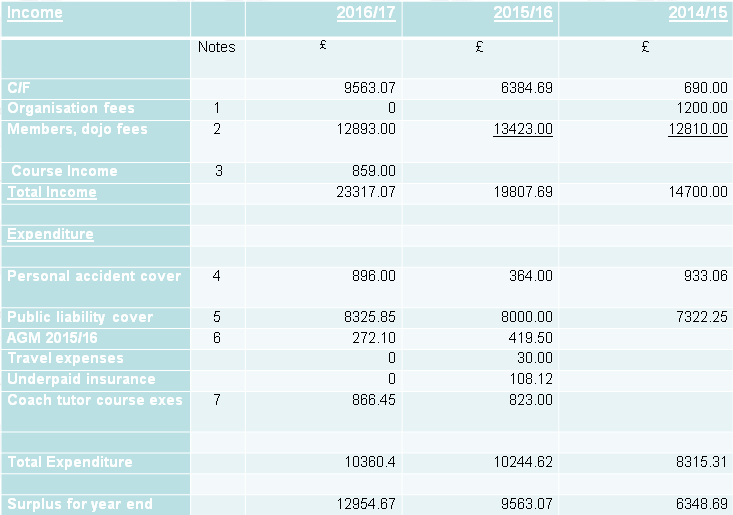 Income 2016/17 2015/16 2014/15
Notes £ £ £
C/F 9563.07 6384.69 690.00
Organisation fees 1 0 1200.00
Members, dojo fees 2 12893.00 13423.00 12810.00
Course Income 3 859.00
Total Income 23317.07 19807.69 14700.00
Expenditure
Personal accident cover 4 896.00 364.00 933.06
Public liability cover 5 8325.85 8000.00 7322.25
AGM 2015/16 6 272.10 419.50
Travel expenses 0 30.00
Underpaid insurance 0 108.12
Coach tutor course exes 7 866.45 823.00
Total Expenditure 10360.4 10244.62 8315.31
Surplus for year end 12954.67 9563.07 6348.69